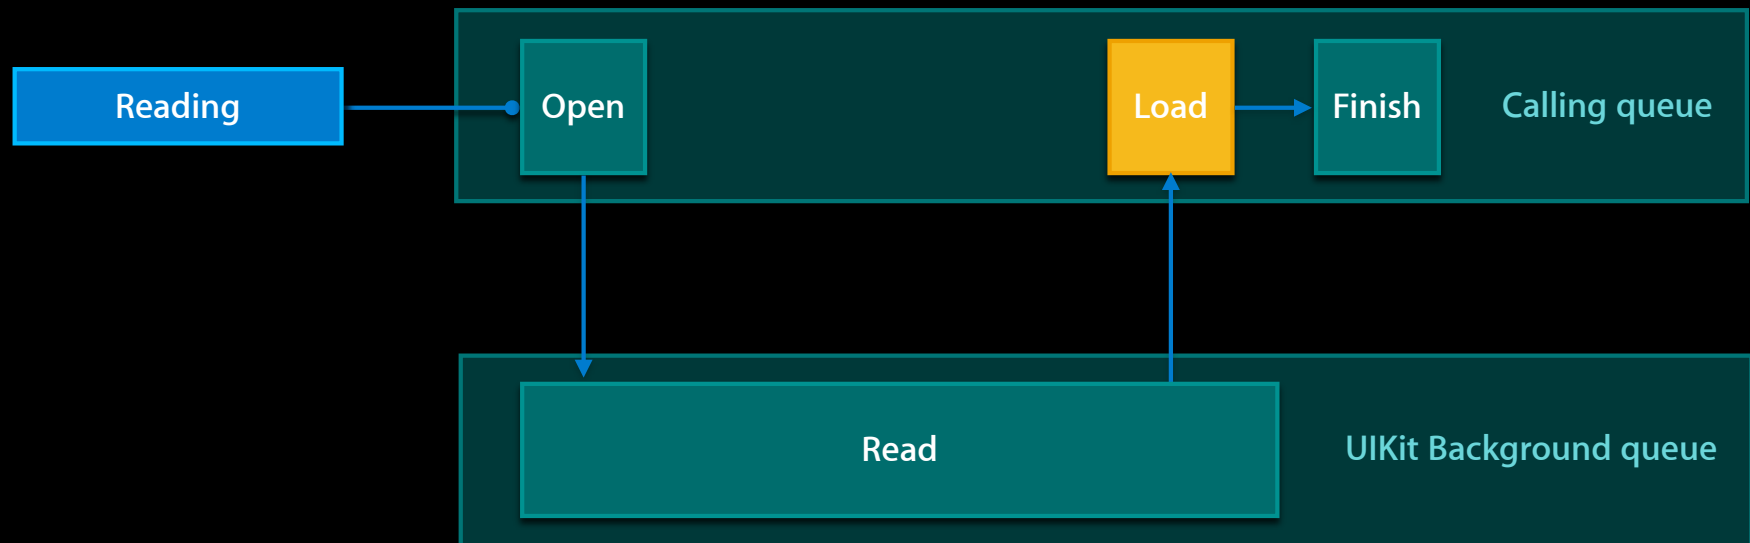 Reading
Open
Load
Finish
Calling queue
Read
UIKit Background queue